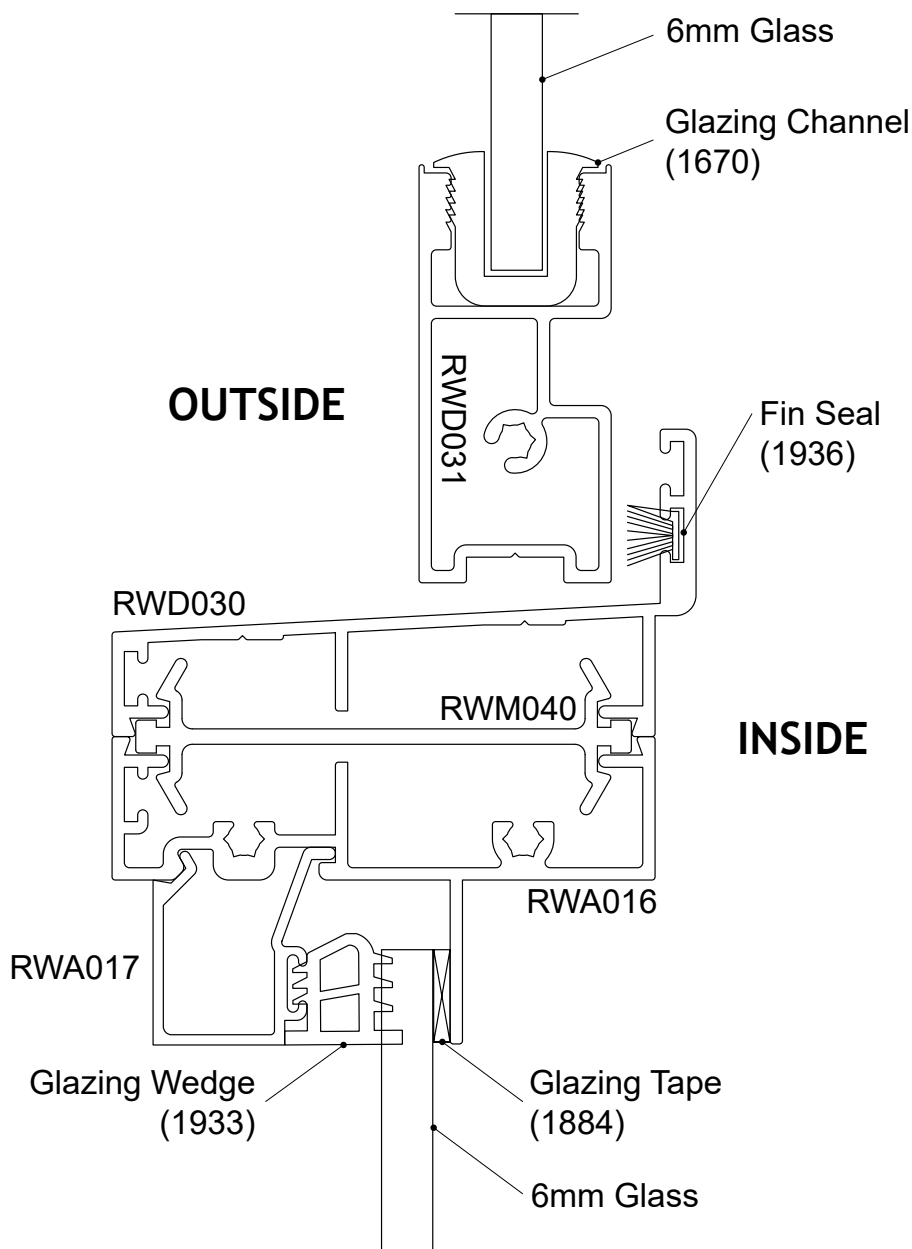 6mm Glass
Glazing Channel
(1670)
OUTSIDE
RWD031
Fin Seal
(1936)
RWD030
RWM040
INSIDE
RWA016
RWA017
Glazing Wedge
(1933)
Glazing Tape
(1884)
6mm Glass